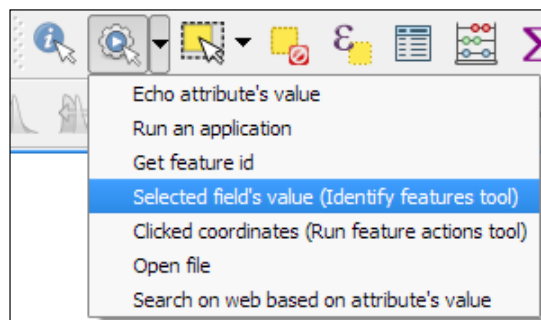 Echo attribute's value
Run an application
Get feature id
Selected field's value (Identify features tool)
Clicked coordinates (Run feature actions tool)
Open file
Search on web based on attribute's value